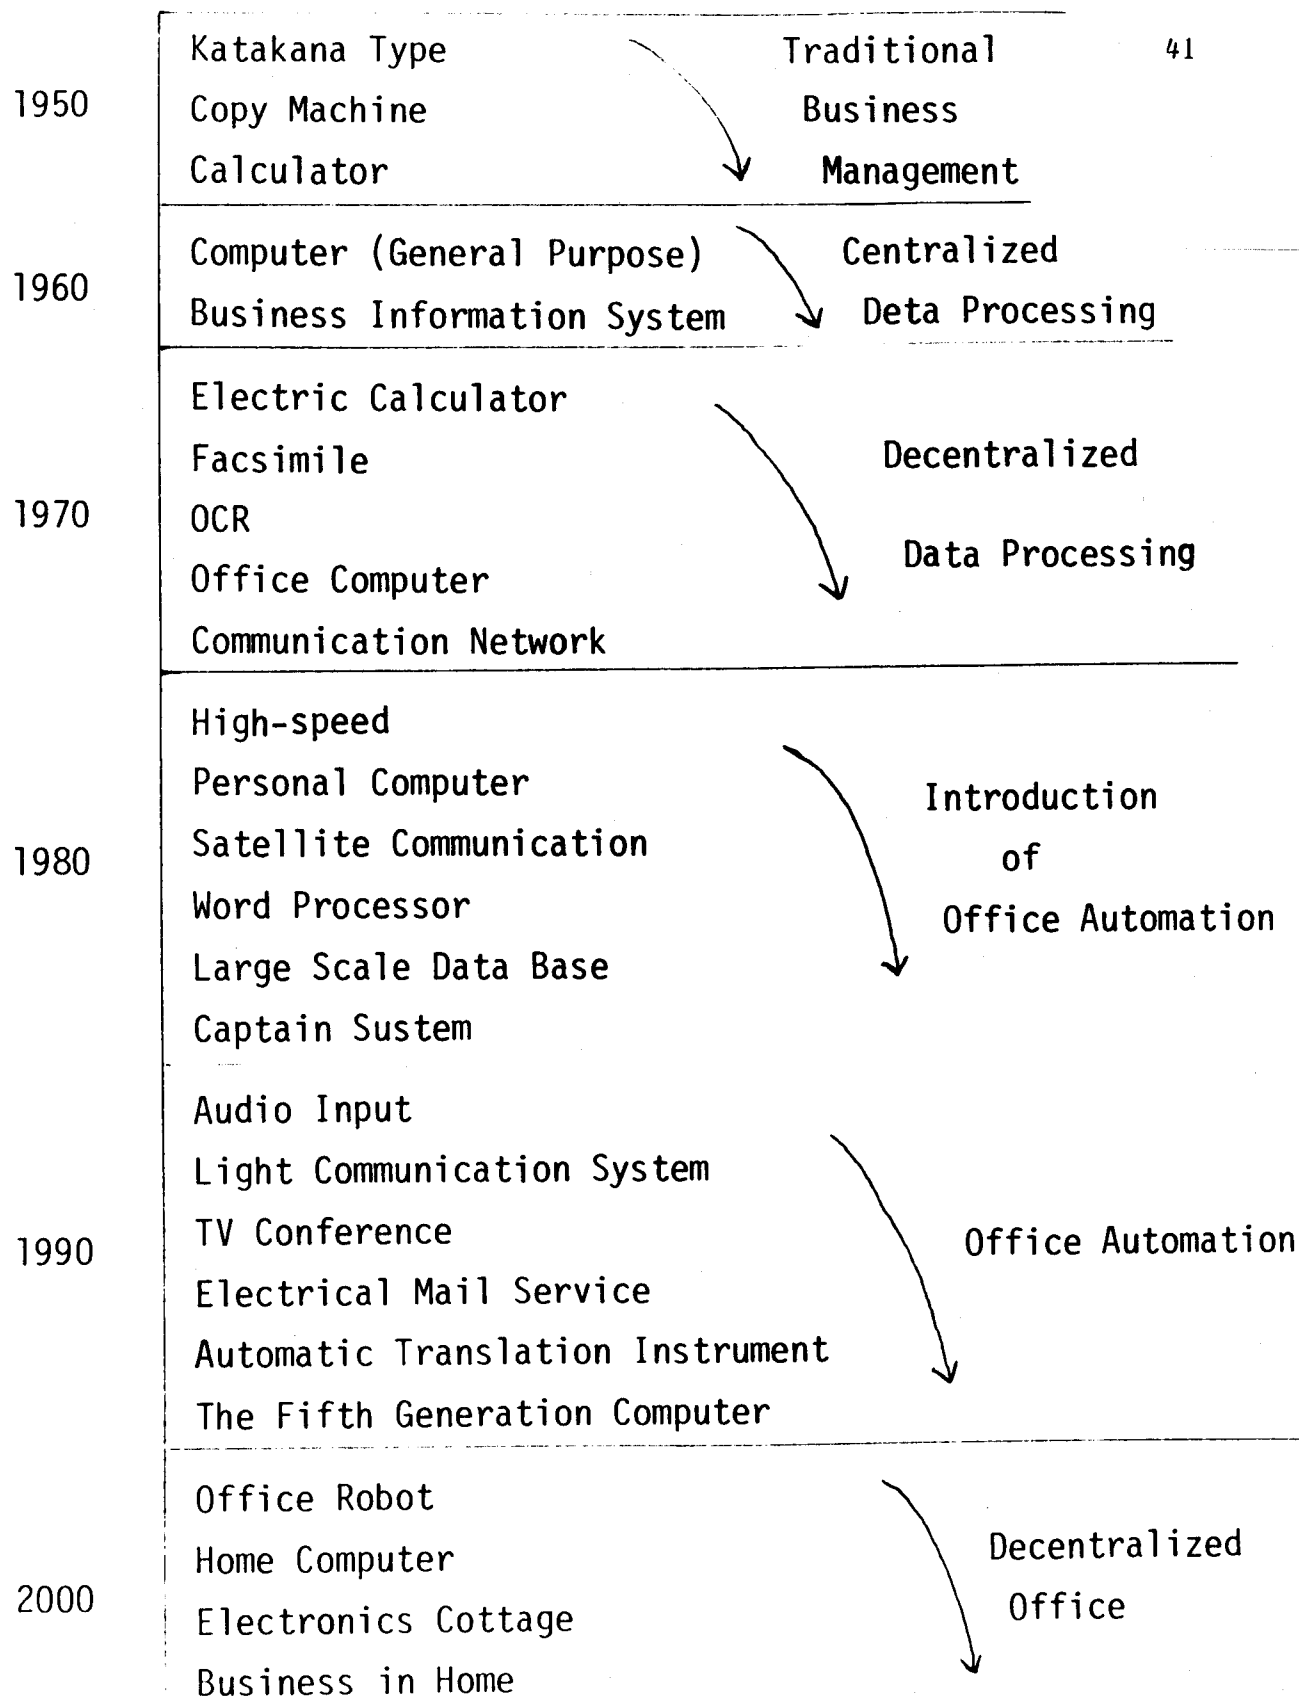 41
1950
Katakana Type
Copy Machine
Calculator
Traditional
Business
Management
1960
Computer (General Purpose)
Business Information System
Centralized
Deta Processing
1970
Electric Calculator
Facsimile
OCR
Office Computer
Communication Network
Decentralized
Data Processing
1980
High-speed
Personal Computer
Satellite Communication
Word Processor
Large Scale Data Base
Captain Sustem
Introduction
of
Office Automation
1990
Audio Input
Light Communication System
TV Conference
Electrical Mail Service
Automatic Translation Instrument
The Fifth Generation Computer
Office Automation
2000
Office Robot
Home Computer
Electronics Cottage
Business in Home
Decentralized
Office